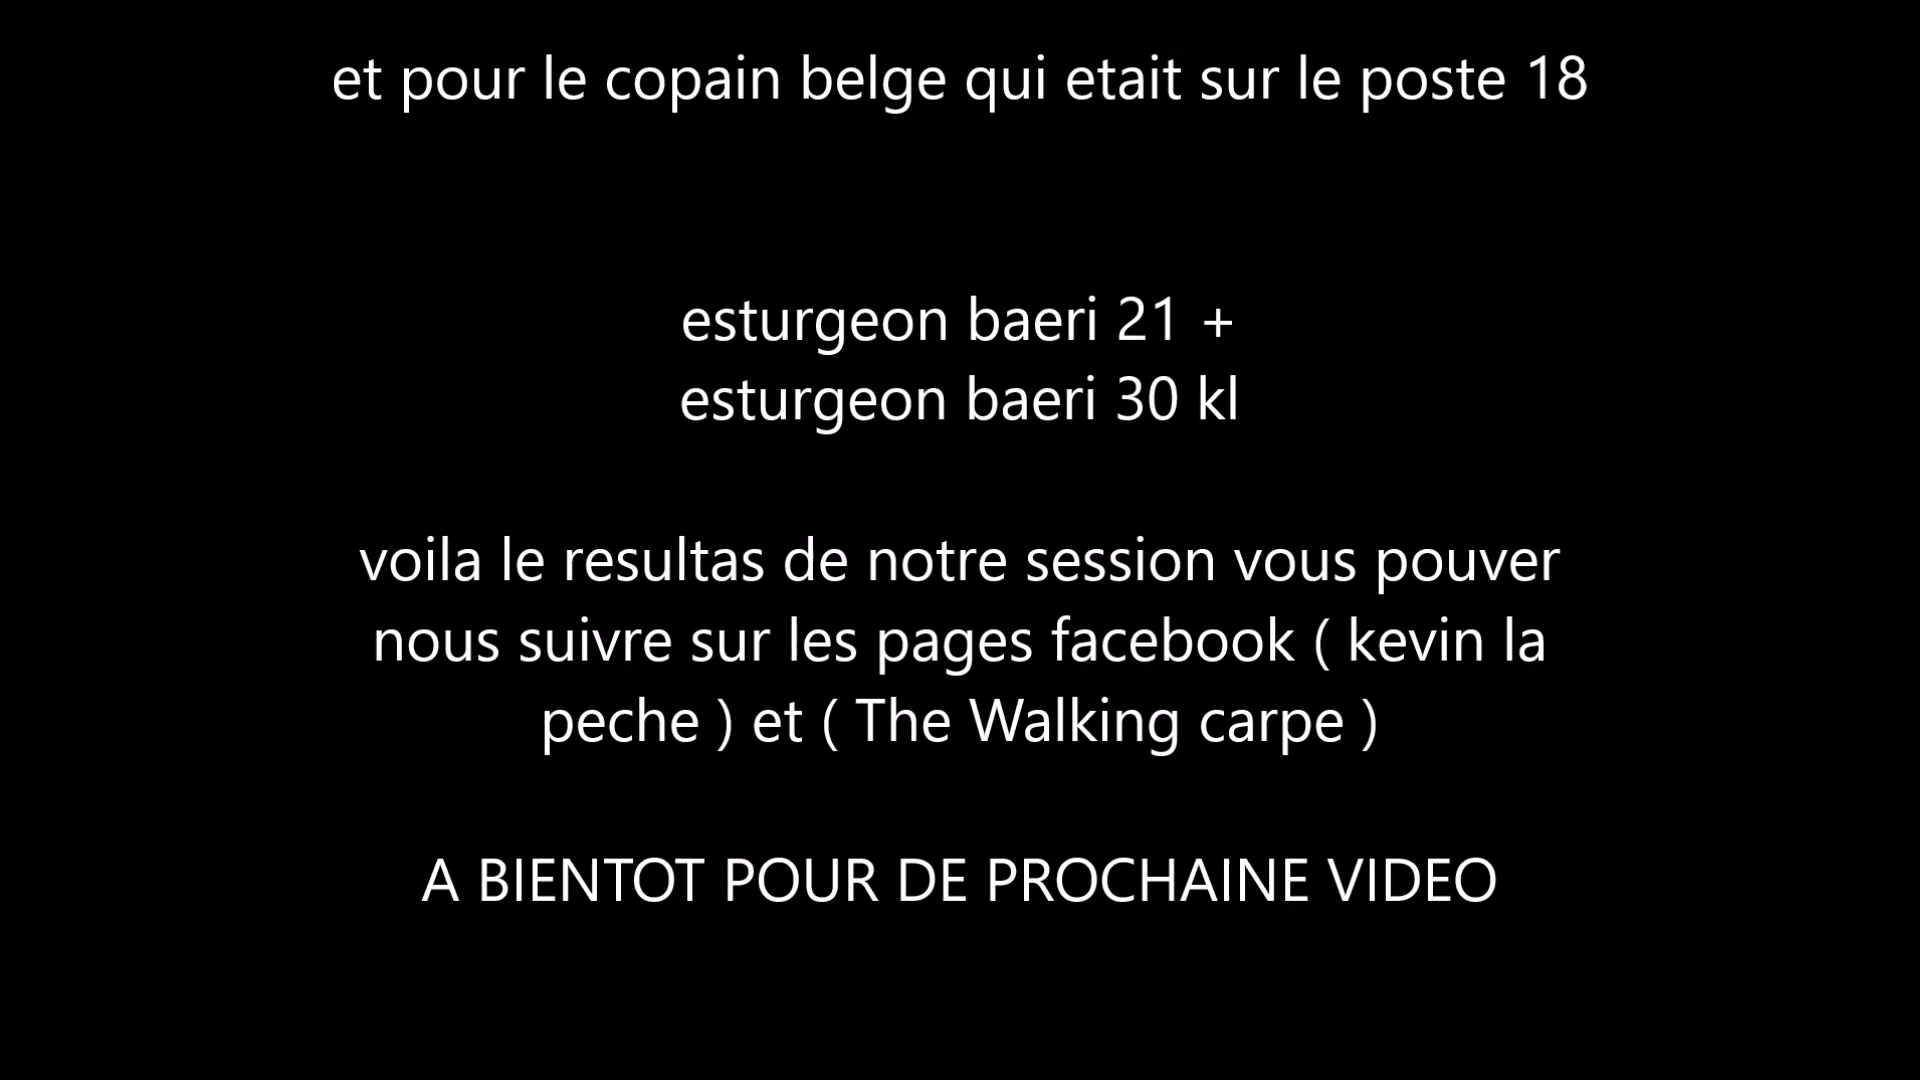 et pour le copain belge qui etait sur le poste 18
esturgeon baeri 21 +
esturgeon baeri 30 kl
voila le resultas de notre session vous pouver
nous suivre sur les pages facebook ( kevin la
peche ) et ( The Walking carpe )
A BIENTOT POUR DE PROCHAINE VIDEO